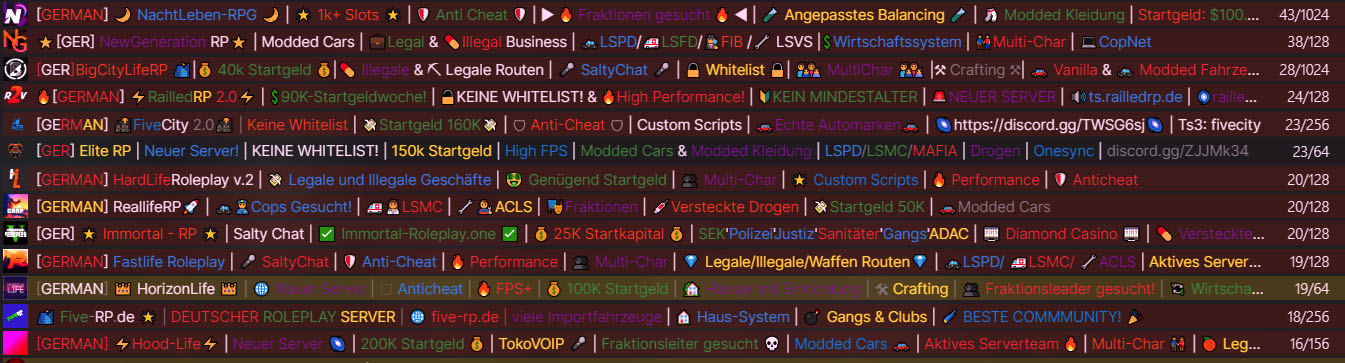 [GERMAN] 🌙 NachtLeben-RPG 🌙 | ★ 1k+ Slots ★ | Anti Cheat | ▶ 🔥 Fraktionen gesucht 🔥 ◀ | Angepasstes Balancing | Modded Kleidung | Startgeld: $100.... 43/1024
★[GER] NewGeneration RP★ | Modded Cars | Legal & Illegal Business | LSPD/ LSFD/ FIB / LSVS | $Wirtschaftssystem | Multi-Char | CopNet 38/128
[GER]BigCityLifeRP | 40k Startgeld | Illegale & Legale Routen | SaltyChat | Whitelist | MultiChar | Crafting | Vanilla & Modded Fahrze... 28/1024
🔥[GERMAN] ⚡RailledRP 2.0⚡ | $90K-Startgeldwoche! | KEINE WHITELIST! & 🔥High Performance! | KEIN MINDESTALTER | NEUER SERVER | ts.railledrp.de | raille... 24/128
[GERMAN] FiveCity 2.0 | Keine Whitelist | Startgeld 160K | Anti-Cheat | Custom Scripts | Echte Automarken | https://discord.gg/TWSG6sj | Ts3: fivecity 23/256
[GER] Elite RP | Neuer Server! | KEINE WHITELIST! | 150k Startgeld | High FPS | Modded Cars & Modded Kleidung | LSPD/LSMC/MAFIA | Drogen | Onesync | discord.gg/ZJJMk34 23/64
[GERMAN] HardLifeRoleplay v.2 | Legale und Illegale Geschäfte | Genügend Startgeld | Multi-Char | ★ Custom Scripts | 🔥 Performance | Anticheat 20/128
[GERMAN] ReallifeRP | Cops Gesucht! | LSMC | ACLS | Fraktionen | Versteckte Drogen | Startgeld 50K | Modded Cars 20/128
[GER] ★ Immortal - RP ★ | Salty Chat | ✅ Immortal-Roleplay.one ✅ | 25K Startkapital | SEK'Polizei'Justiz'Sanitäter'Gangs'ADAC | Diamond Casino | Versteckte... 20/128
[GERMAN] Fastlife Roleplay | SaltyChat | Anti-Cheat | 🔥 Performance | Multi-Char | Legale/Illegale/Waffen Routen | LSPD/ LSMC/ ACLS | Aktives Server... 19/128
[GERMAN] HorizonLife | Neuer Server | Anticheat | 🔥 FPS+ | 100K Startgeld | Häuser mit Einrichtung | Crafting | Fraktionsleader gesucht! | Wirtscha... 19/64
Five-RP.de ★ | DEUTSCHER ROLEPLAY SERVER | five-rp.de | viele Importfahrzeuge | Haus-System | Gangs & Clubs | BESTE COMMMUNITY! 18/256
[GERMAN] ⚡Hood-Life⚡ | Neuer Server | 200K Startgeld | TokoVOIP | Fraktionsleiter gesucht | Modded Cars | Aktives Serverteam 🔥 | Multi-Char | Leg... 16/156